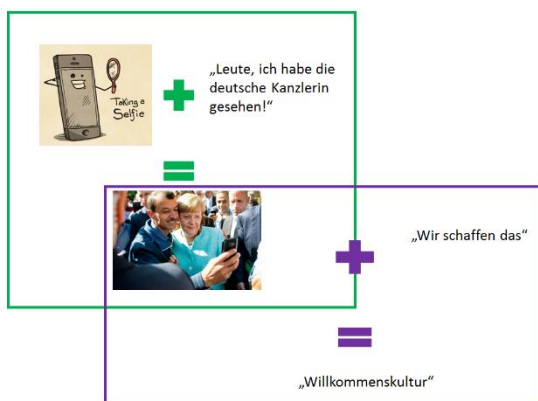 Taking a
Selfie
„Leute, ich habe die
deutsche Kanzlerin
gesehen!“
„Wir schaffen das“
„Willkommenskultur“